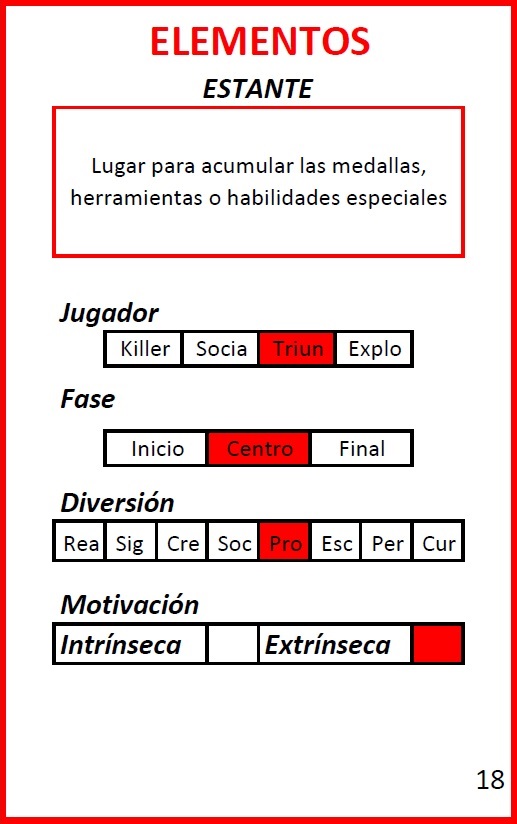 ELEMENTOS
ESTANTE
Lugar para acumular las medallas,
herramientas o habilidades especiales
Jugador
Killer Socia Triun Explo
Fase
Inicio Centro Final
Diversión
Rea Sig Cre Soc Pro Esc Per Cur
Motivación
Intrínseca Extrínseca
18